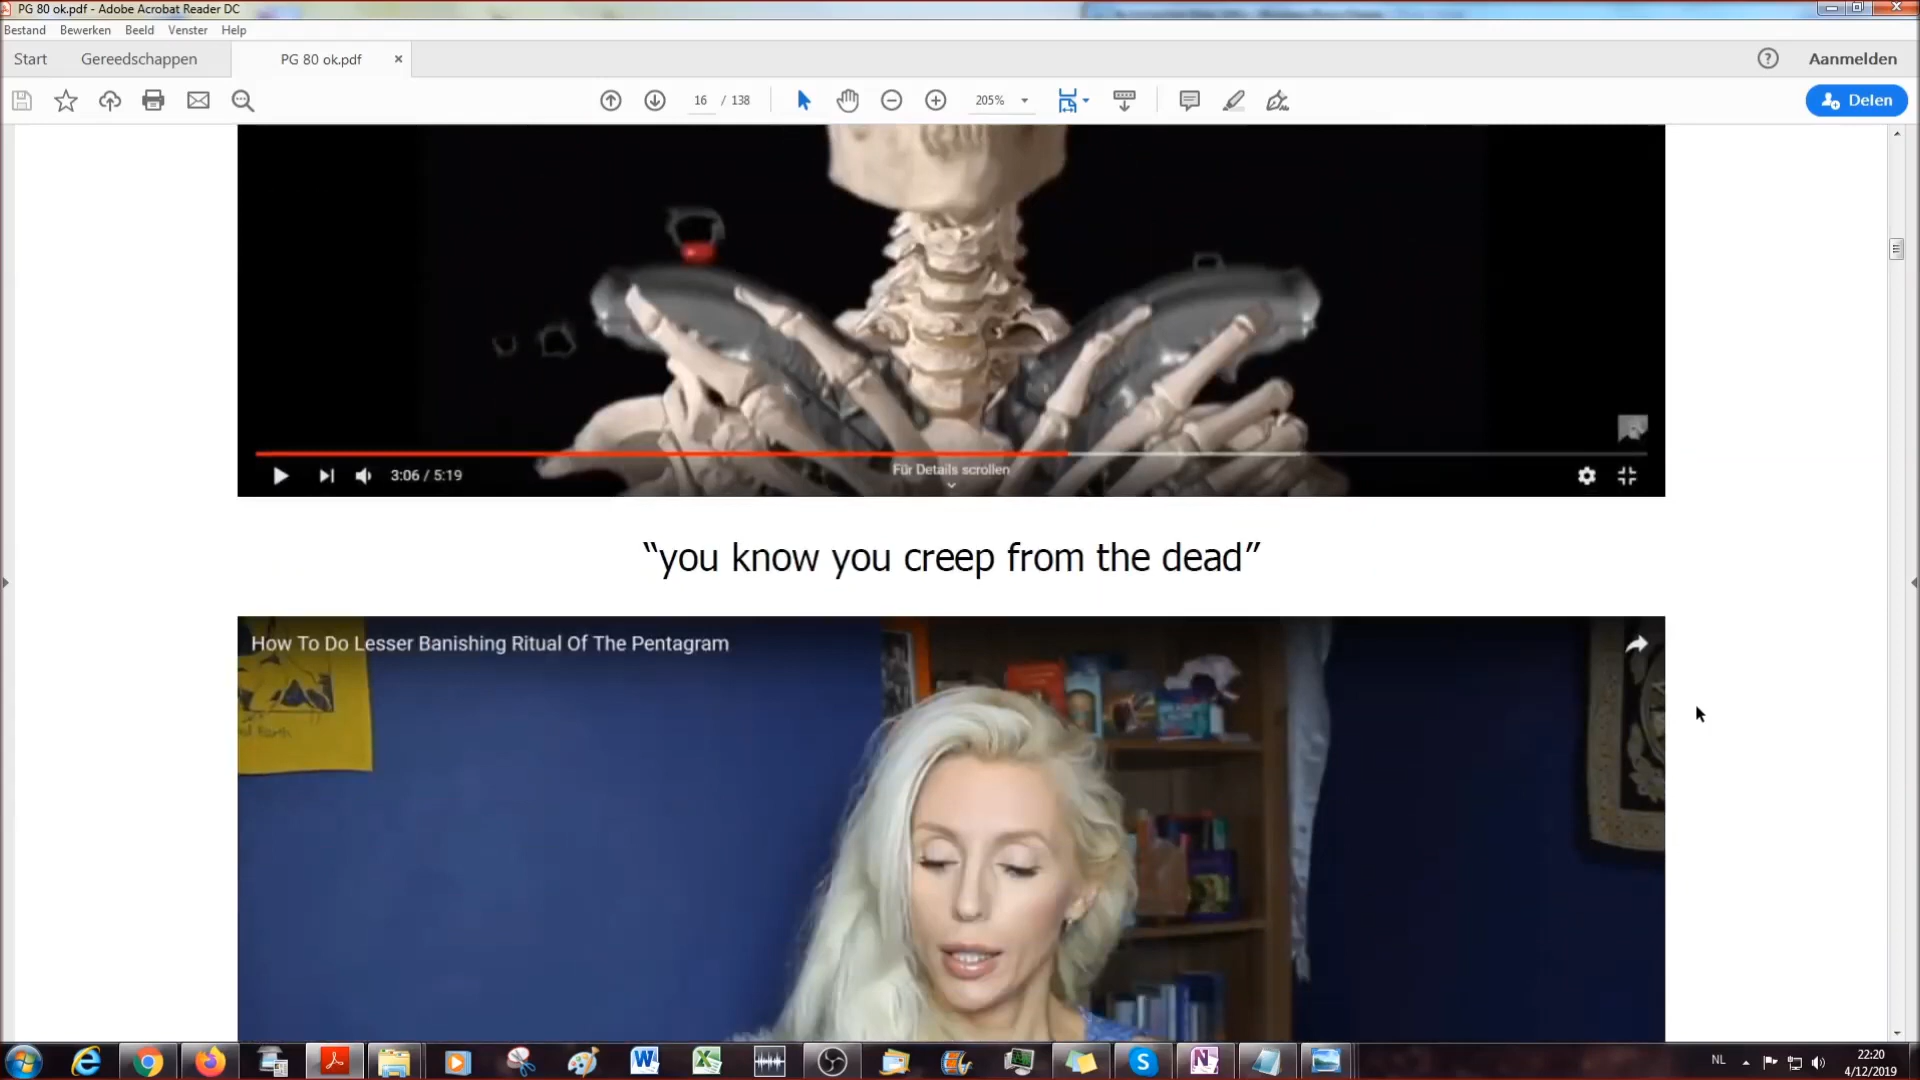 PG 80 ok.pdf - Adobe Acrobat Reader DC
Bestand Bewerken Beeld Venster Help
Start Gereedschappen PG 80 ok.pdf × Aanmelden
16 / 138 205% Delen
3:06 / 5:19 Für Details scrollen
“you know you creep from the dead”
How To Do Lesser Banishing Ritual Of The Pentagram
NL 22:20
4/12/2019